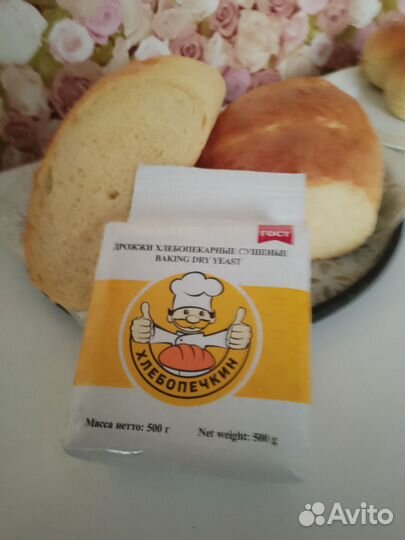 ГОСТ
ДРОЖЖИ ХЛЕБОПЕКАРНЫЕ СУШЕНЫЕ
BAKING DRY YEAST
ХЛЕБОПЕЧКИН
Масса нетто: 500 г Net weight: 500 g
Avito